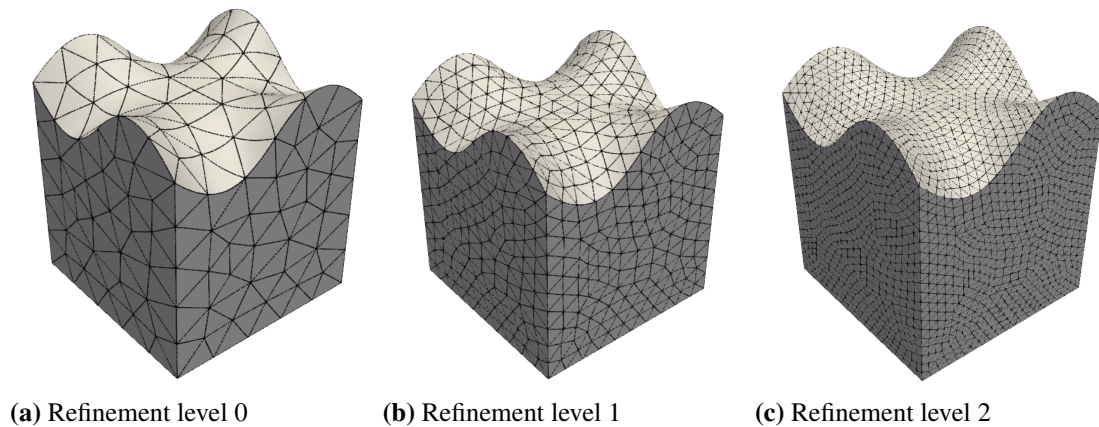 (a) Refinement level 0
(b) Refinement level 1
(c) Refinement level 2